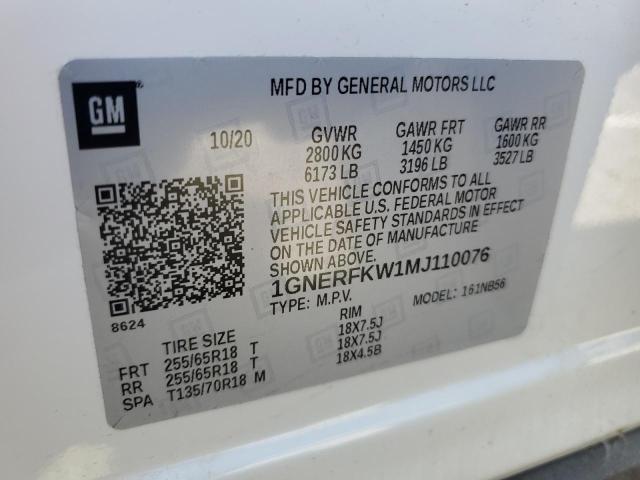 GM
MFD BY GENERAL MOTORS LLC
10/20 GVWR GAWR FRT GAWR RR
2800 KG 1450 KG 1600 KG
6173 LB 3196 LB 3527 LB
THIS VEHICLE CONFORMS TO ALL
APPLICABLE U.S. FEDERAL MOTOR
VEHICLE SAFETY STANDARDS IN EFFECT
ON THE DATE OF MANUFACTURE
SHOWN ABOVE.
1GNERFKW1MJ110076
TYPE: M.P.V. MODEL: 161NB56
8624
TIRE SIZE RIM
FRT 255/65R18 T 18X7.5J
RR 255/65R18 T 18X7.5J
SPA T135/70R18 M 18X4.5B